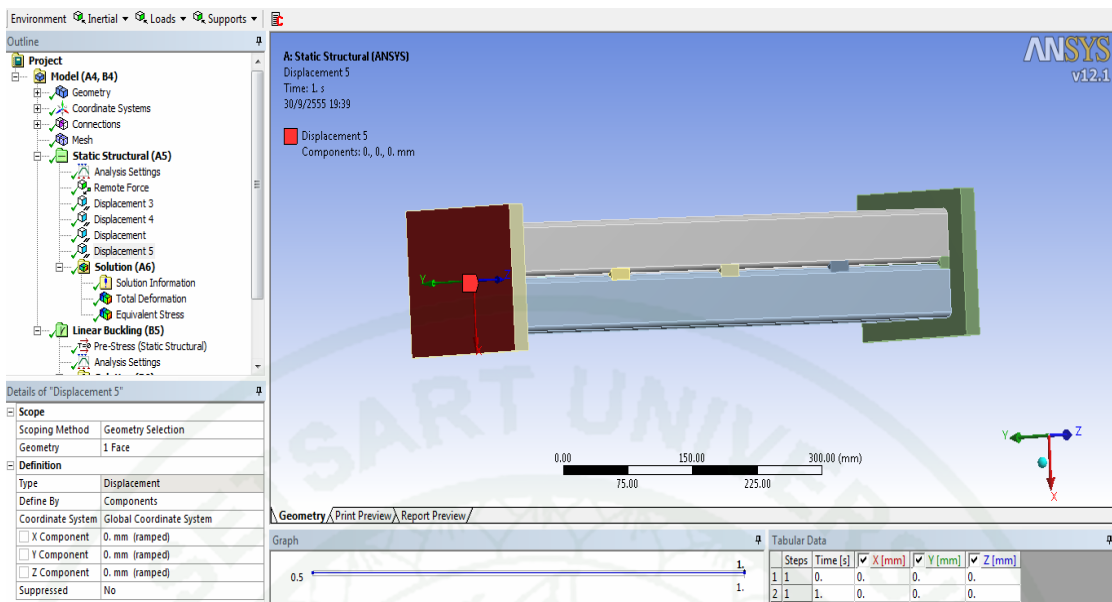 Environment Inertial Loads Supports
Outline
Project
Model (A4, B4)
Geometry
Coordinate Systems
Connections
Mesh
Static Structural (A5)
Analysis Settings
Remote Force
Displacement 3
Displacement 4
Displacement
Displacement 5
Solution (A6)
Solution Information
Total Deformation
Equivalent Stress
Linear Buckling (B5)
Pre-Stress (Static Structural)
Analysis Settings
A: Static Structural (ANSYS)
Displacement 5
Time: 1. s
30/9/2555 19:39
Displacement 5
Components: 0., 0., 0. mm
ANSYS
v12.1
Y Z
Y Z
X
0.00 150.00 300.00 (mm)
75.00 225.00
KASETSART UNIVERSI
Geometry Print Preview Report Preview
Details of "Displacement 5"
Scope
Scoping Method Geometry Selection
Geometry 1 Face
Definition
Type Displacement
Define By Components
Coordinate System Global Coordinate System
X Component 0. mm (ramped)
Y Component 0. mm (ramped)
Z Component 0. mm (ramped)
Suppressed No
Graph
1.
0.5
1.
Tabular Data
Steps Time [s] X [mm] Y [mm] Z [mm]
1 1 0. 0. 0. 0.
2 1 1. 0. 0. 0.